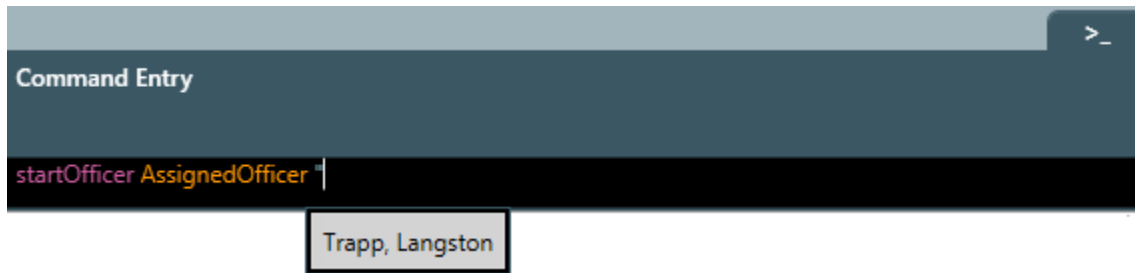 >_
Command Entry
startOfficer AssignedOfficer "
Trapp, Langston